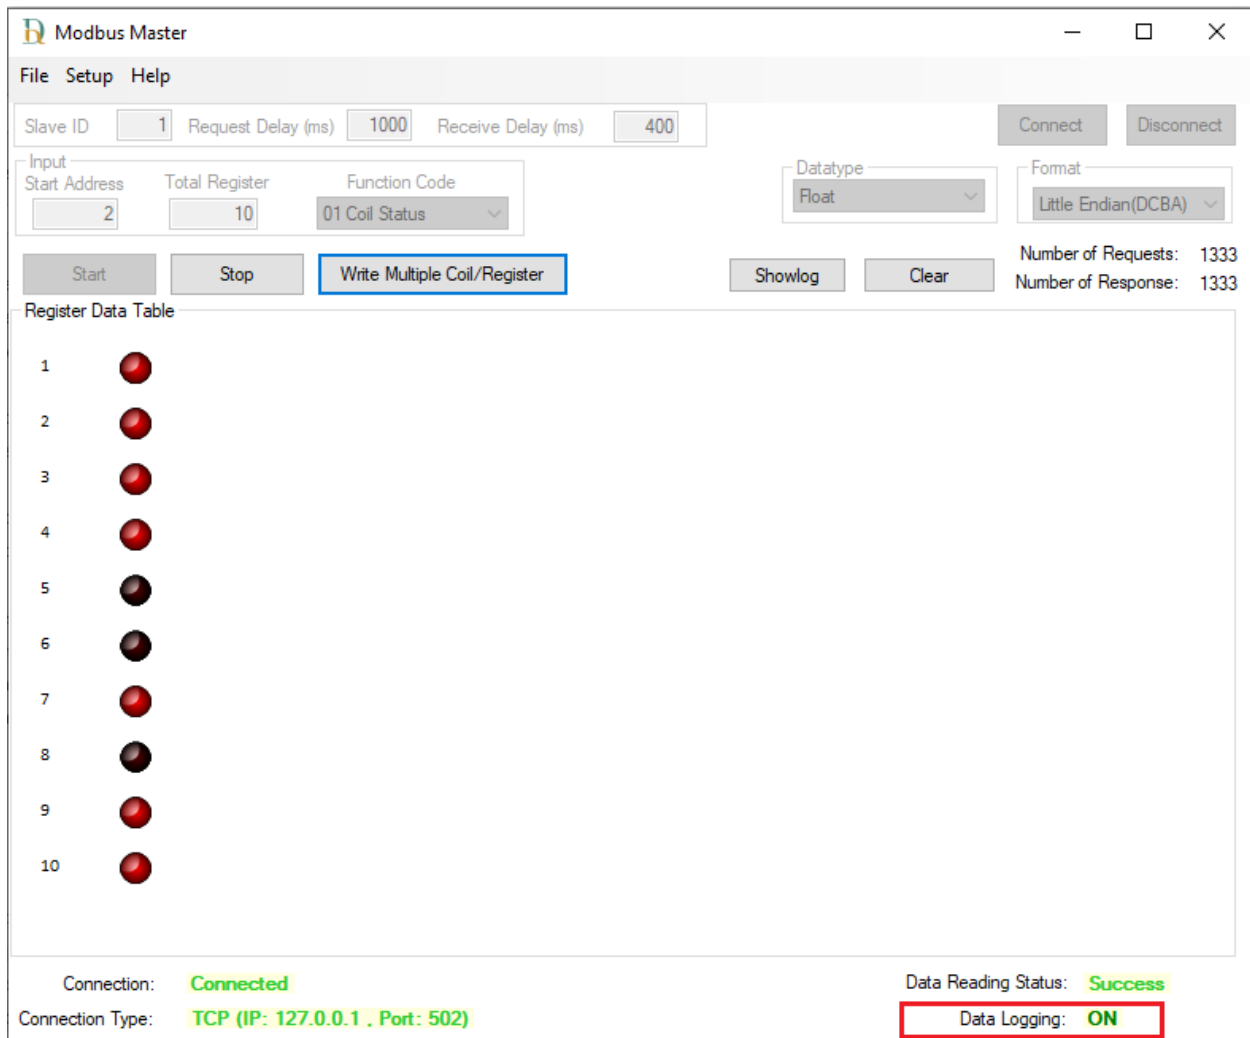 Modbus Master
File Setup Help
Slave ID 1 Request Delay (ms) 1000 Receive Delay (ms) 400 Connect Disconnect
Input Datatype Format
Start Address Total Register Function Code
2 10 01 Coil Status Float Little Endian(DCBA)
Start Stop Write Multiple Coil/Register Showlog Clear
Number of Requests: 1333
Number of Response: 1333
Register Data Table
1
2
3
4
5
6
7
8
9
10
Connection: Connected Data Reading Status: Success
Connection Type: TCP (IP: 127.0.0.1 , Port: 502) Data Logging: ON